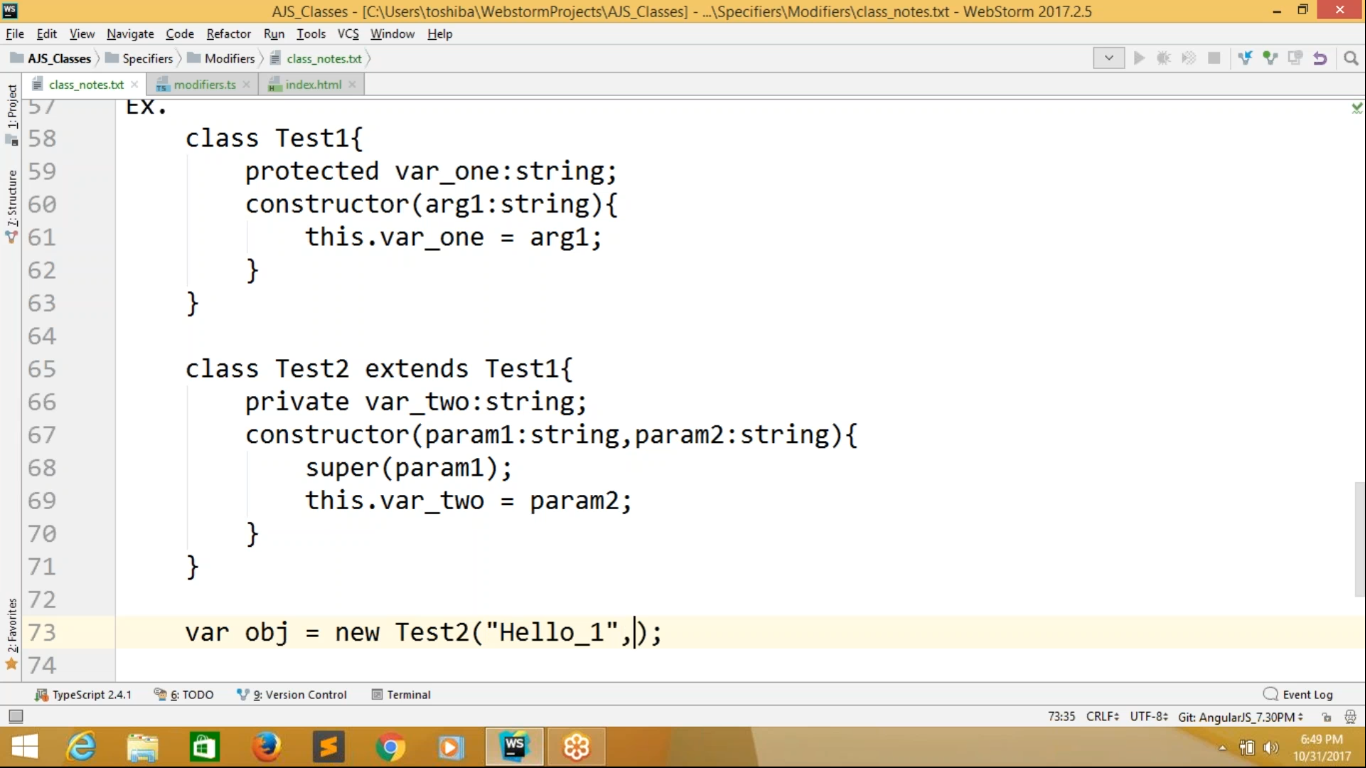 AJS_Classes - [C:\Users\toshiba\WebstormProjects\AJS_Classes] - ...\Specifiers\Modifiers\class_notes.txt - WebStorm 2017.2.5
File Edit View Navigate Code Refactor Run Tools VCS Window Help
AJS_Classes Specifiers Modifiers class_notes.txt
class_notes.txt modifiers.ts index.html
1: Project
7: Structure
2: Favorites
57 Ex.
58 class Test1{
59 protected var_one:string;
60 constructor(arg1:string){
61 this.var_one = arg1;
62 }
63 }
64
65 class Test2 extends Test1{
66 private var_two:string;
67 constructor(param1:string,param2:string){
68 super(param1);
69 this.var_two = param2;
70 }
71 }
72
73 var obj = new Test2("Hello_1",);
74
TypeScript 2.4.1 6: TODO 9: Version Control Terminal Event Log
73:35 CRLF UTF-8 Git: AngularJS_7.30PM
6:49 PM
10/31/2017